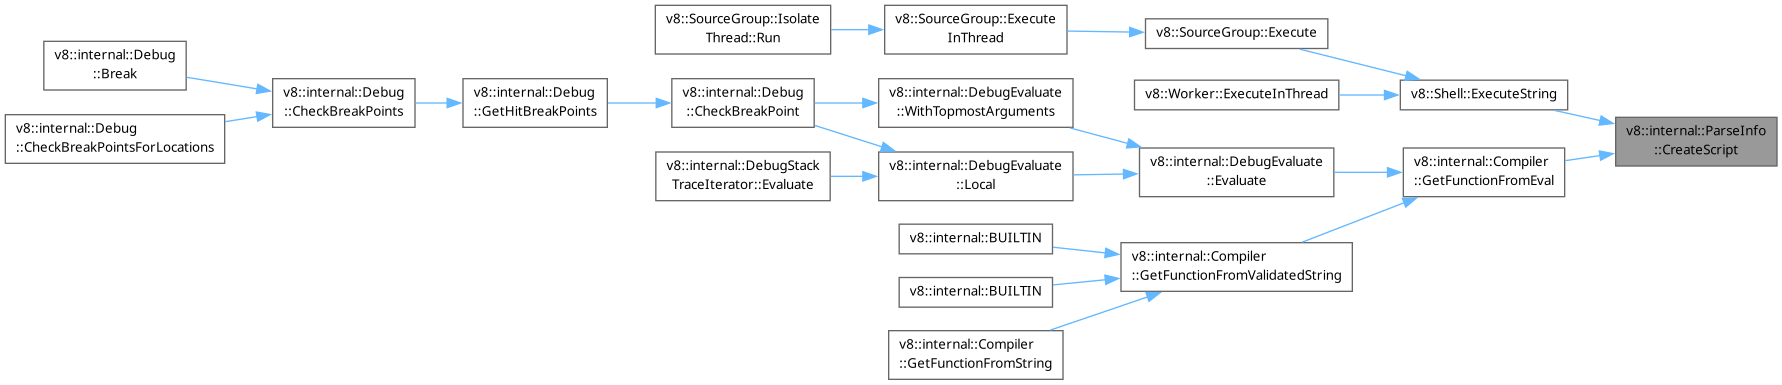 v8::SourceGroup::Isolate
Thread::Run
v8::SourceGroup::Execute
InThread
v8::SourceGroup::Execute
v8::internal::Debug
::Break
v8::internal::Debug
::CheckBreakPoints
v8::internal::Debug
::GetHitBreakPoints
v8::internal::Debug
::CheckBreakPoint
v8::internal::DebugEvaluate
::WithTopmostArguments
v8::Worker::ExecuteInThread
v8::Shell::ExecuteString
v8::internal::Debug
::CheckBreakPointsForLocations
v8::internal::ParseInfo
::CreateScript
v8::internal::DebugStack
TraceIterator::Evaluate
v8::internal::DebugEvaluate
::Local
v8::internal::DebugEvaluate
::Evaluate
v8::internal::Compiler
::GetFunctionFromEval
v8::internal::BUILTIN
v8::internal::Compiler
::GetFunctionFromValidatedString
v8::internal::BUILTIN
v8::internal::Compiler
::GetFunctionFromString